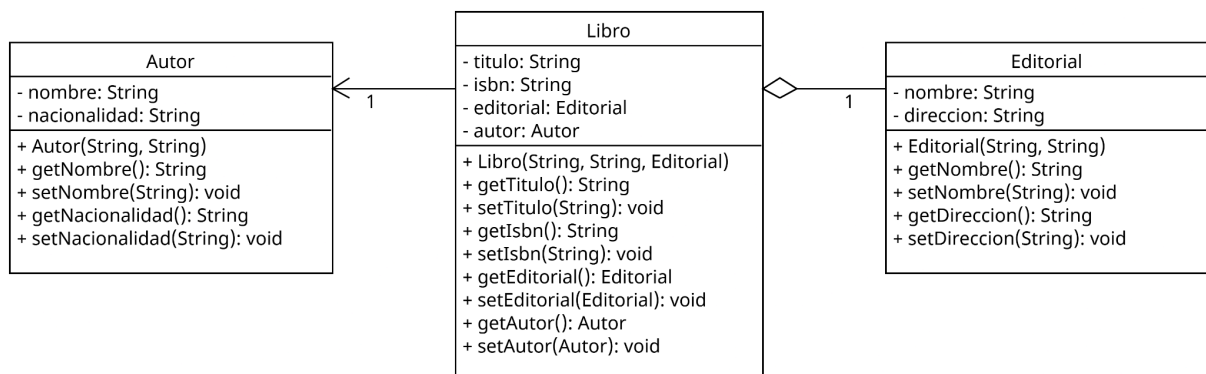 Autor
- nombre: String
- nacionalidad: String
+ Autor(String, String)
+ getNombre(): String
+ setNombre(String): void
+ getNacionalidad(): String
+ setNacionalidad(String): void
1
Libro
- titulo: String
- isbn: String
- editorial: Editorial
- autor: Autor
+ Libro(String, String, Editorial)
+ getTitulo(): String
+ setTitulo(String): void
+ getIsbn(): String
+ setIsbn(String): void
+ getEditorial(): Editorial
+ setEditorial(Editorial): void
+ getAutor(): Autor
+ setAutor(Autor): void
1
Editorial
- nombre: String
- direccion: String
+ Editorial(String, String)
+ getNombre(): String
+ setNombre(String): void
+ getDireccion(): String
+ setDireccion(String): void